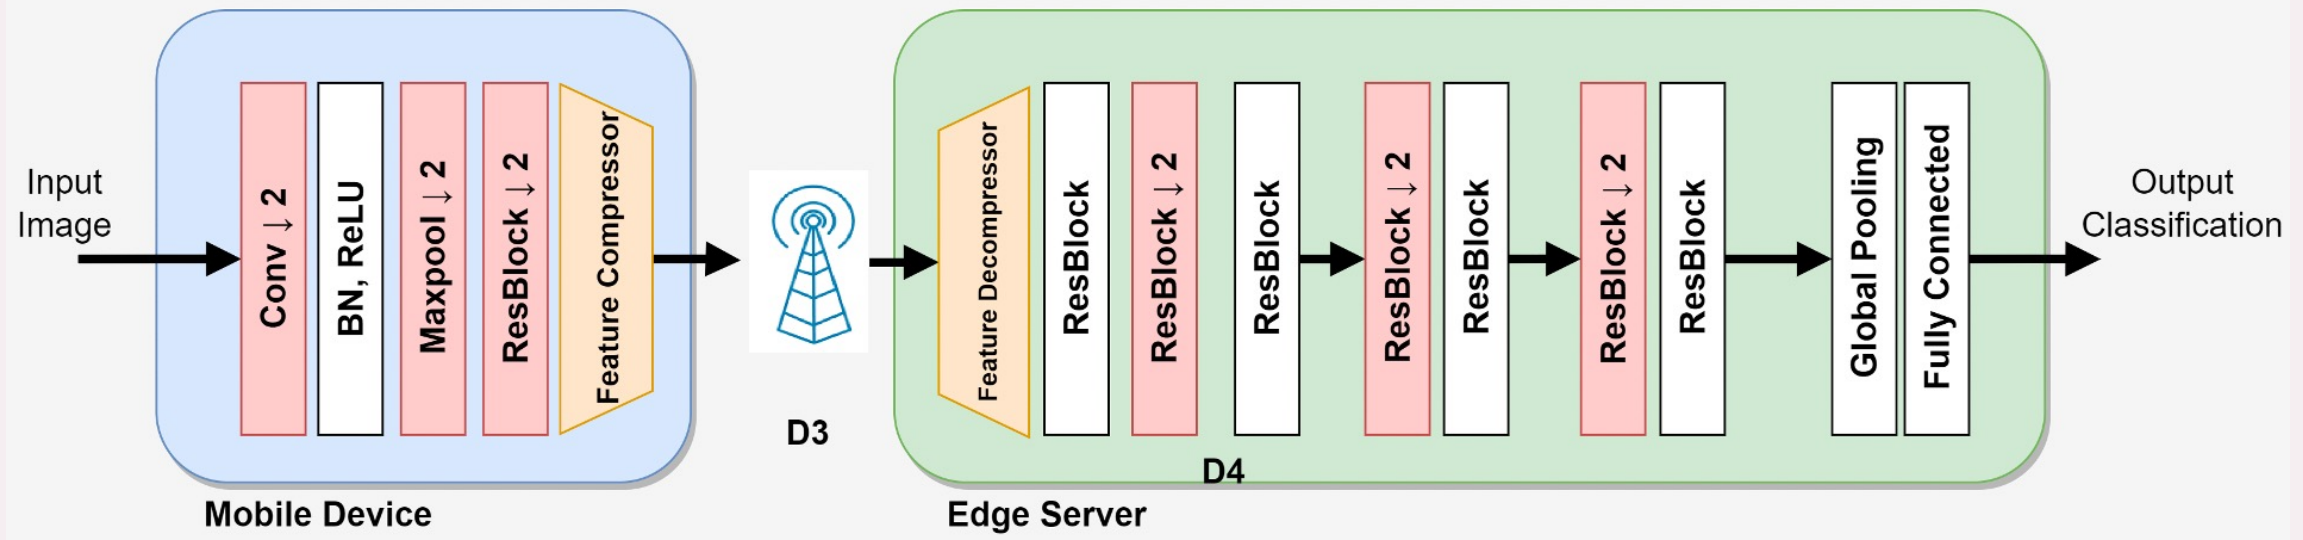 Input
Image
Conv ↓ 2
BN, ReLU
Maxpool ↓ 2
ResBlock ↓ 2
Feature Compressor
Mobile Device
D3
Feature Decompressor
ResBlock
ResBlock ↓ 2
ResBlock
ResBlock ↓ 2
ResBlock
ResBlock ↓ 2
ResBlock
Global Pooling
Fully Connected
D4
Edge Server
Output
Classification